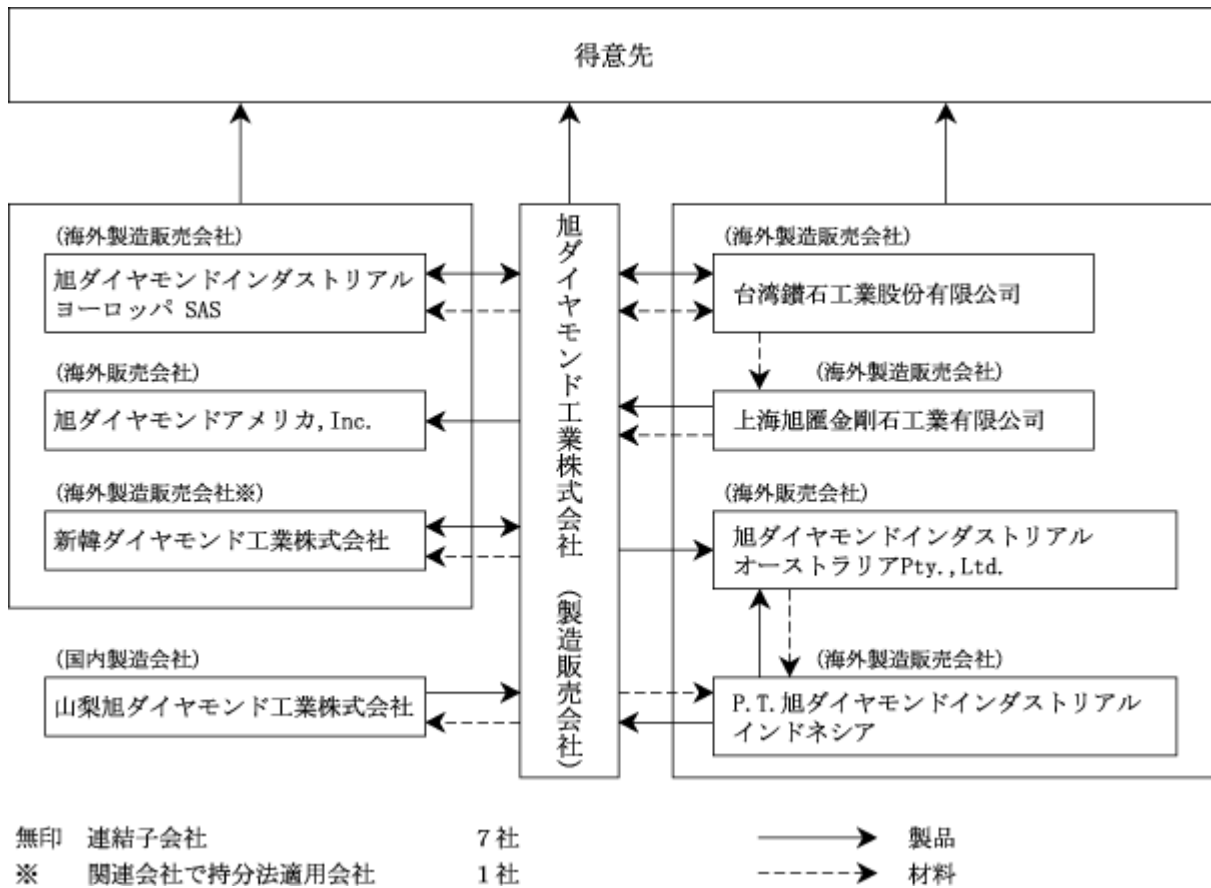 得意先
(海外製造販売会社)
旭ダイヤモンドインダストリアル
ヨーロッパ SAS
(海外販売会社)
旭ダイヤモンドアメリカ,Inc.
(海外製造販売会社※)
新韓ダイヤモンド工業株式会社
(国内製造会社)
山梨旭ダイヤモンド工業株式会社
旭ダイヤモンド工業株式会社 (製造販売会社)
(海外製造販売会社)
台湾鑽石工業股份有限公司
(海外製造販売会社)
上海旭匯金剛石工業有限公司
(海外販売会社)
旭ダイヤモンドインダストリアル
オーストラリアPty.,Ltd.
(海外製造販売会社)
P.T.旭ダイヤモンドインダストリアル
インドネシア
無印 連結子会社 7社 製品
※ 関連会社で持分法適用会社 1社 材料